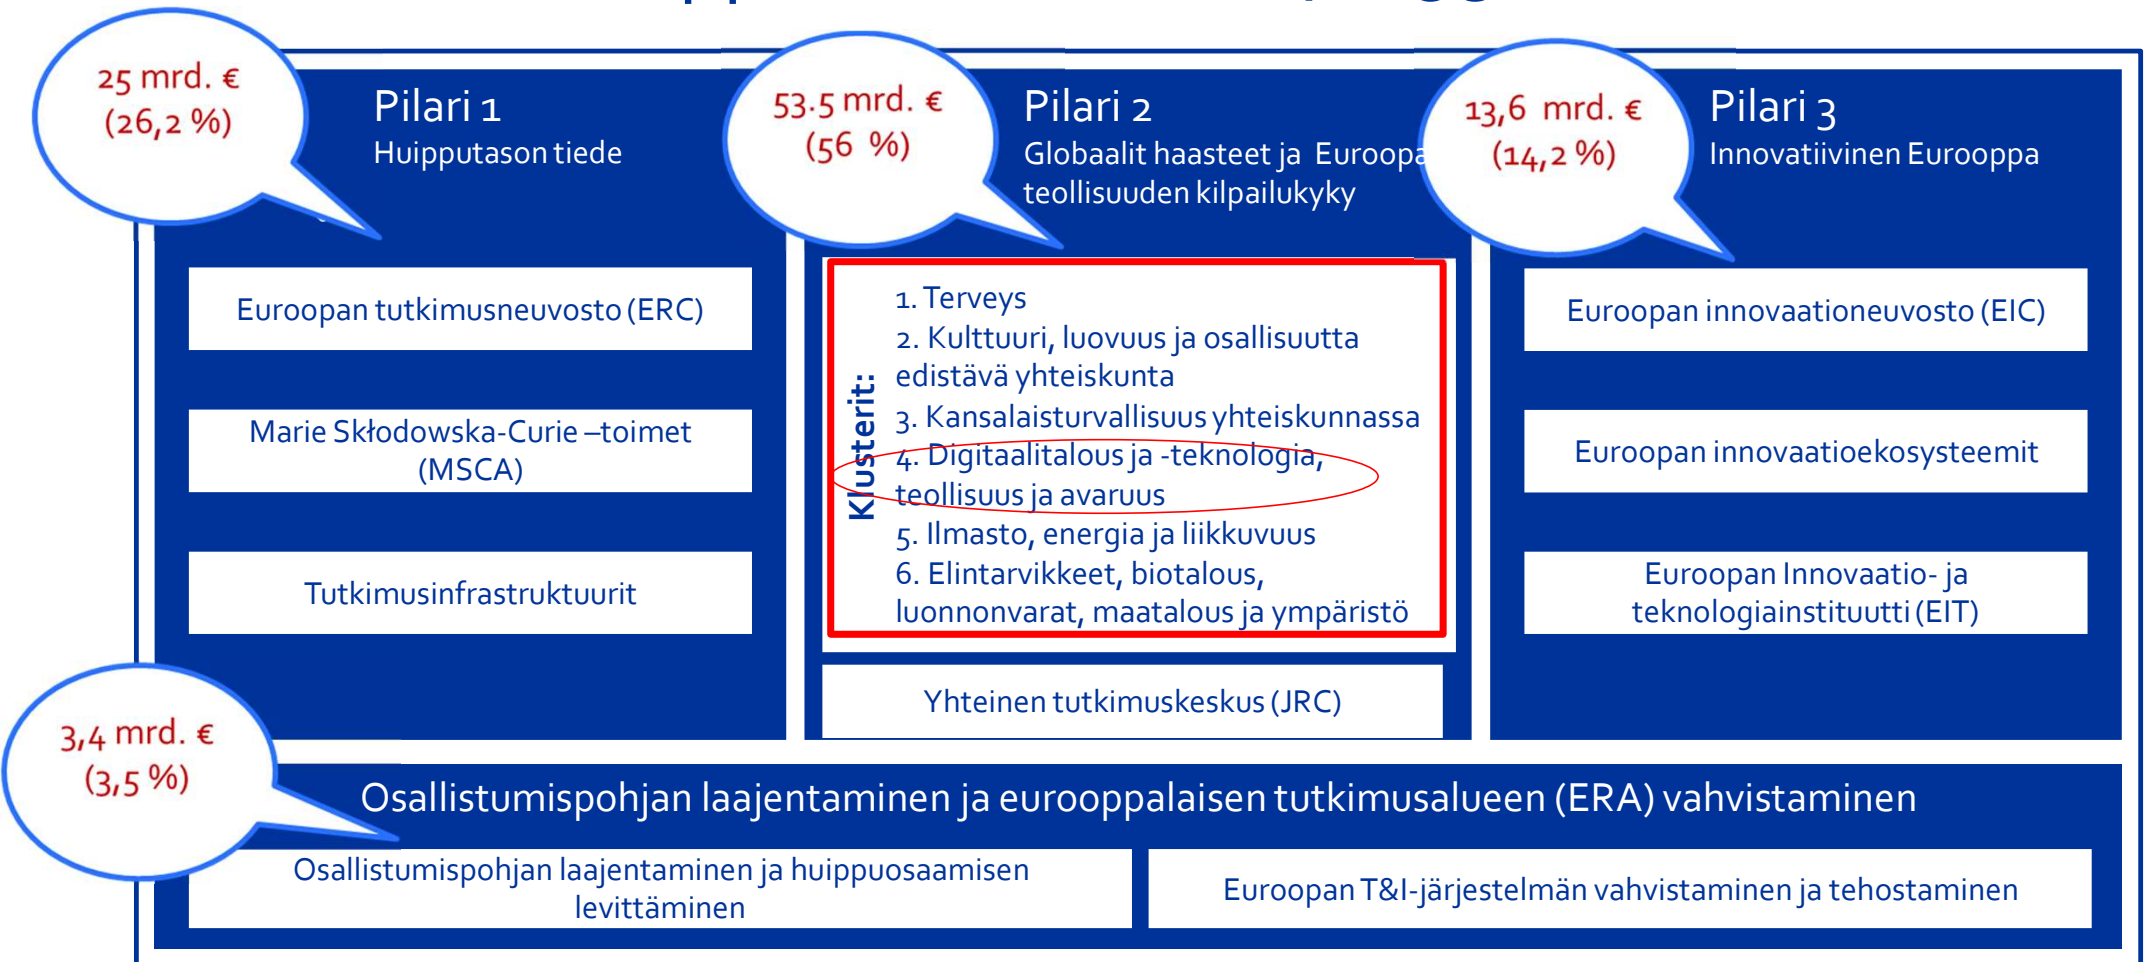 25 mrd. €
(26,2 %)
Pilari 1
Huipputason tiede
Euroopan tutkimusneuvosto (ERC)
Marie Skłodowska-Curie –toimet
(MSCA)
Tutkimusinfrastruktuurit
53.5 mrd. €
(56 %)
Pilari 2
Globaalit haasteet ja
teollisuuden kilpailukyky
Klusterit:
1. Terveys
2. Kulttuuri, luovuus ja osallisuutta
edistävä yhteiskunta
3. Kansalaisturvallisuus yhteiskunnassa
4. Digitaalitalous ja -teknologia,
teollisuus ja avaruus
5. Ilmasto, energia ja liikkuvuus
6. Elintarvikkeet, biotalous,
luonnonvarat, maatalous ja ympäristö
Yhteinen tutkimuskeskus (JRC)
13,6 mrd. €
(14,2 %)
Pilari 3
Innovatiivinen Eurooppa
Euroopan innovaationeuvosto (EIC)
Euroopan innovaatioekosysteemit
Euroopan Innovaatio- ja
teknologiainstituutti (EIT)
3,4 mrd. €
(3,5 %)
Osallistumispohjan laajentaminen ja eurooppalaisen tutkimusalueen (ERA) vahvistaminen
Osallistumispohjan laajentaminen ja huippuosaamisen
levittäminen
Euroopan T&I-järjestelmän vahvistaminen ja tehostaminen